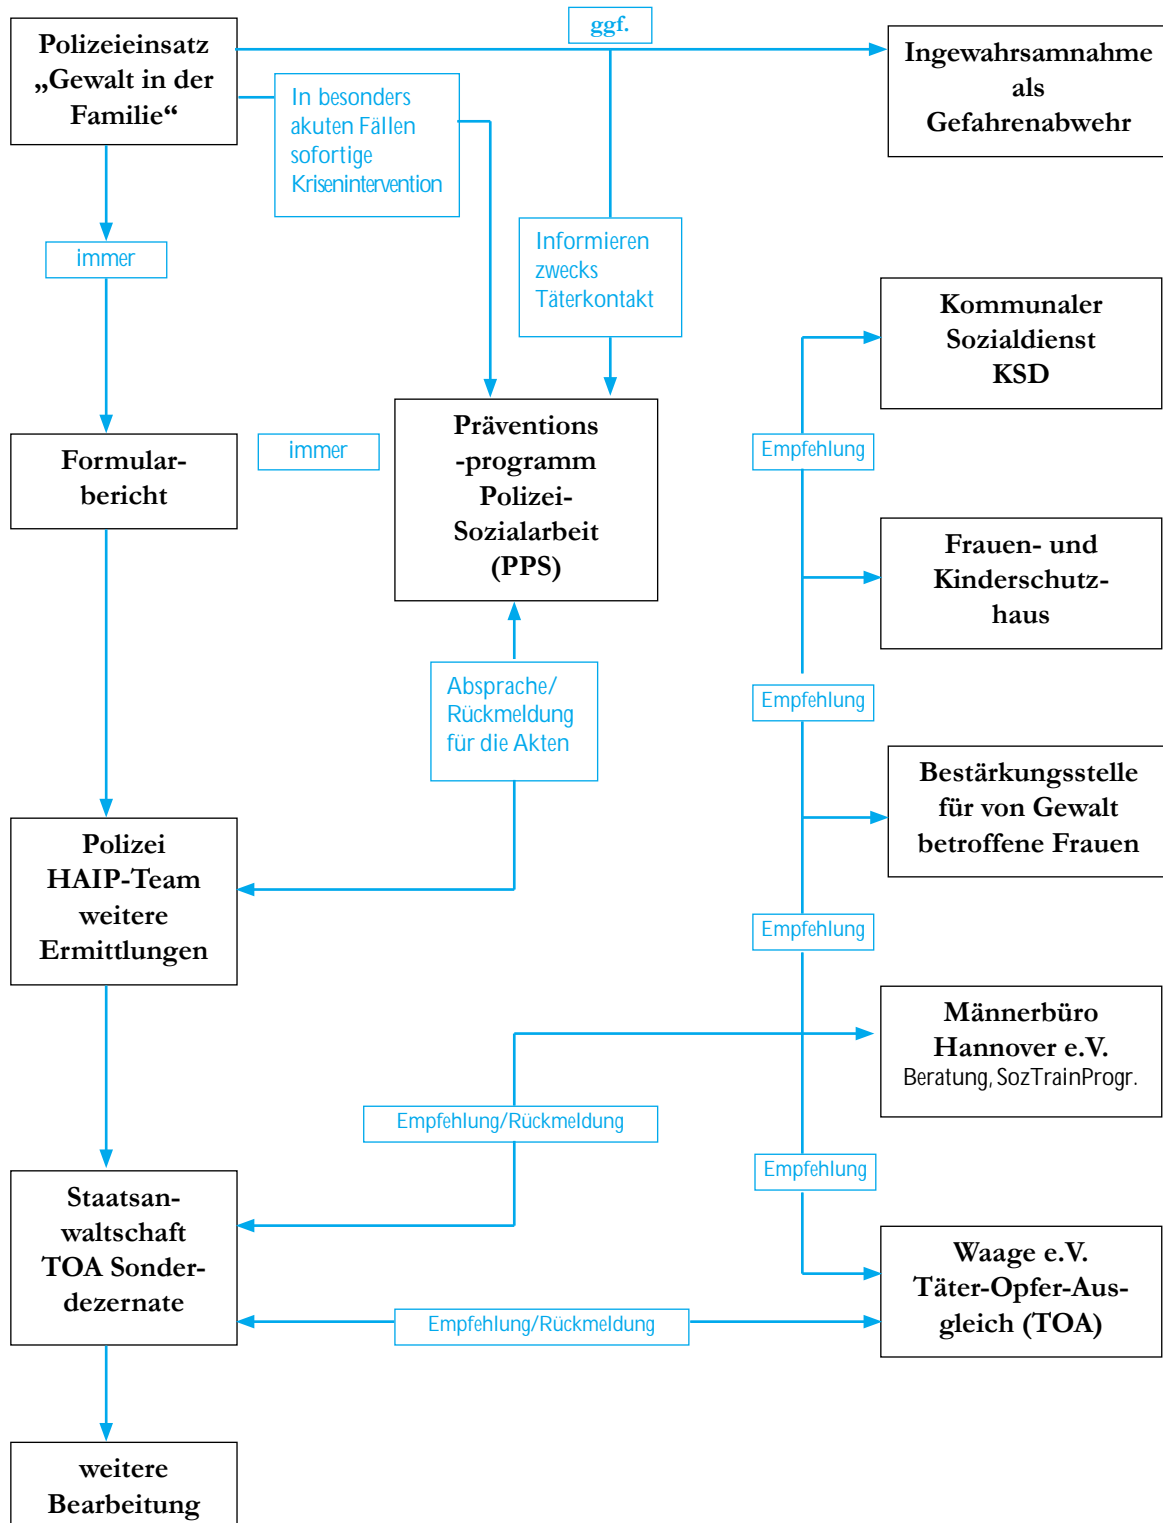 ggf.
Polizeieinsatz
„Gewalt in der
Familie“
Ingewahrsamnahme
als
Gefahrenabwehr
In besonders
akuten Fällen
sofortige
Krisenintervention
immer
Informieren
zwecks
Täterkontakt
Kommunaler
Sozialdienst
KSD
Formular-
bericht
immer
Präventions
-programm
Polizei-
Sozialarbeit
(PPS)
Empfehlung
Frauen- und
Kinderschutz-
haus
Absprache/
Rückmeldung
für die Akten
Empfehlung
Bestärkungsstelle
für von Gewalt
betroffene Frauen
Polizei
HAIP-Team
weitere
Ermittlungen
Empfehlung
Männerbüro
Hannover e.V.
Beratung, SozTrainProgr.
Empfehlung/Rückmeldung
Empfehlung
Staatsan-
waltschaft
TOA Sonder-
dezernate
Waage e.V.
Täter-Opfer-Aus-
gleich (TOA)
Empfehlung/Rückmeldung
weitere
Bearbeitung